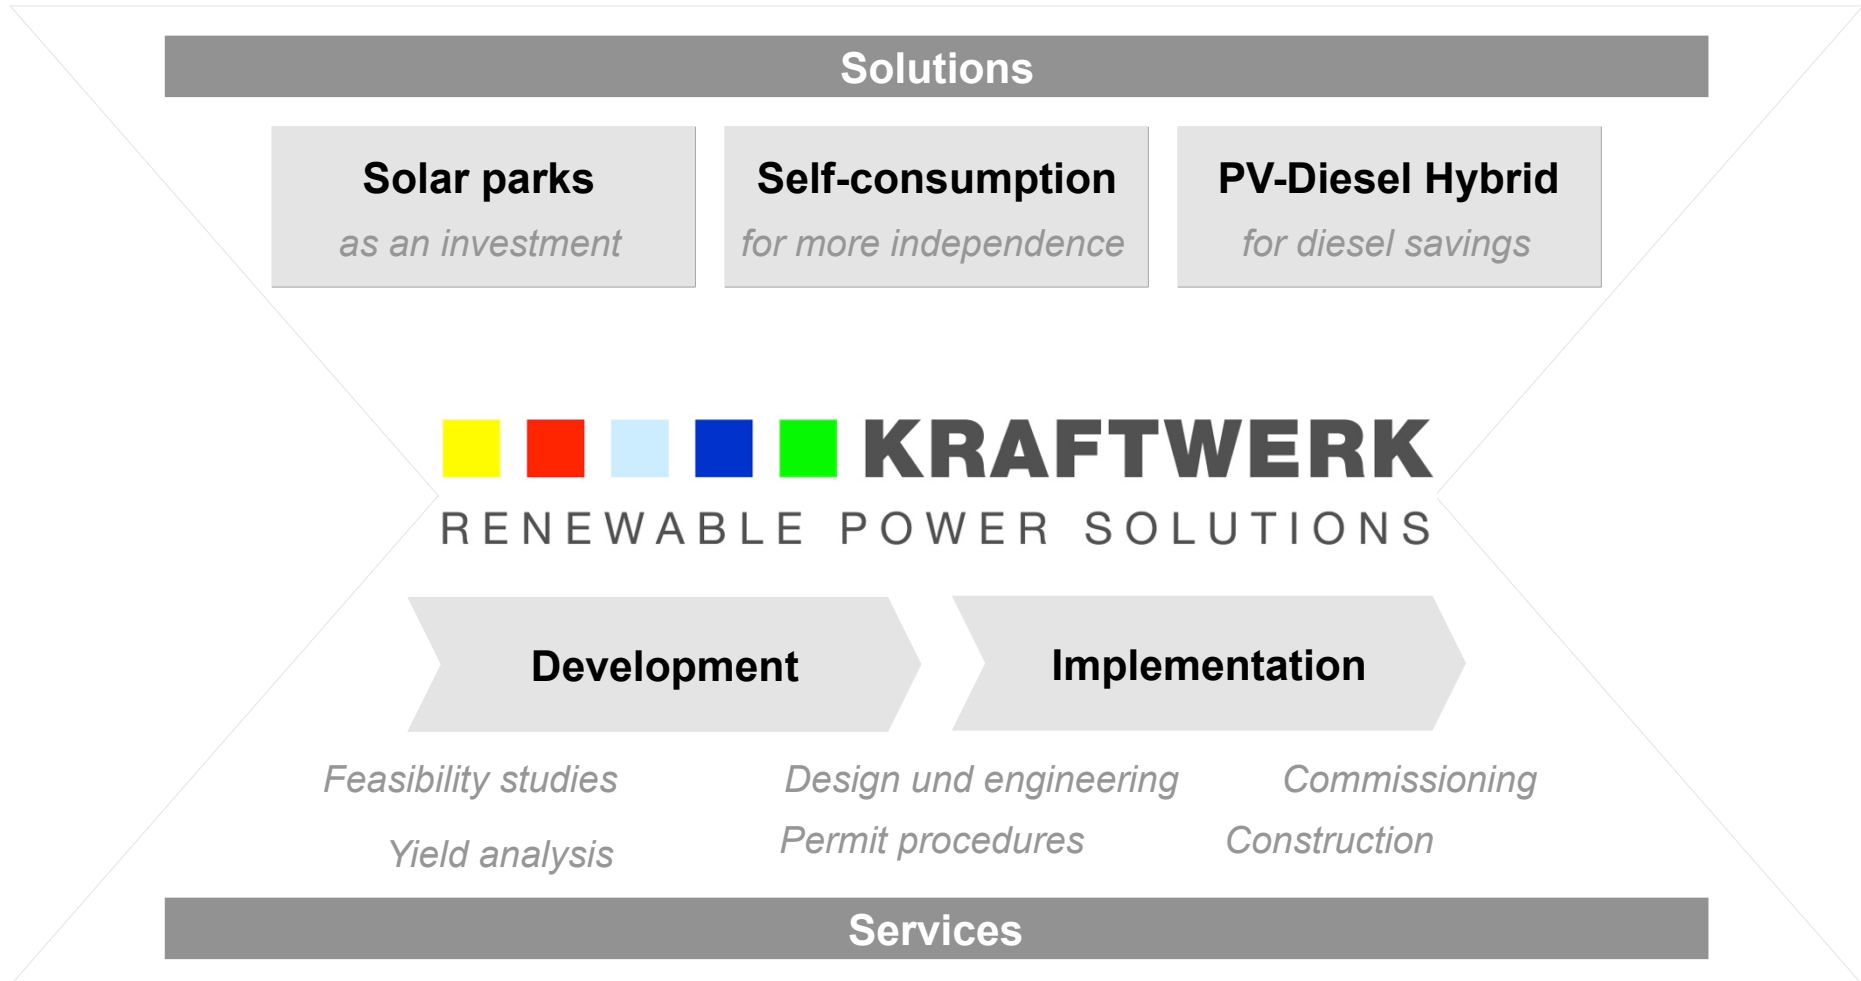 Solutions
Solar parks
as an investment
Self-consumption
for more independence
PV-Diesel Hybrid
for diesel savings
KRAFTWERK
RENEWABLE POWER SOLUTIONS
Development
Implementation
Feasibility studies
Design und engineering
Commissioning
Yield analysis
Permit procedures
Construction
Services